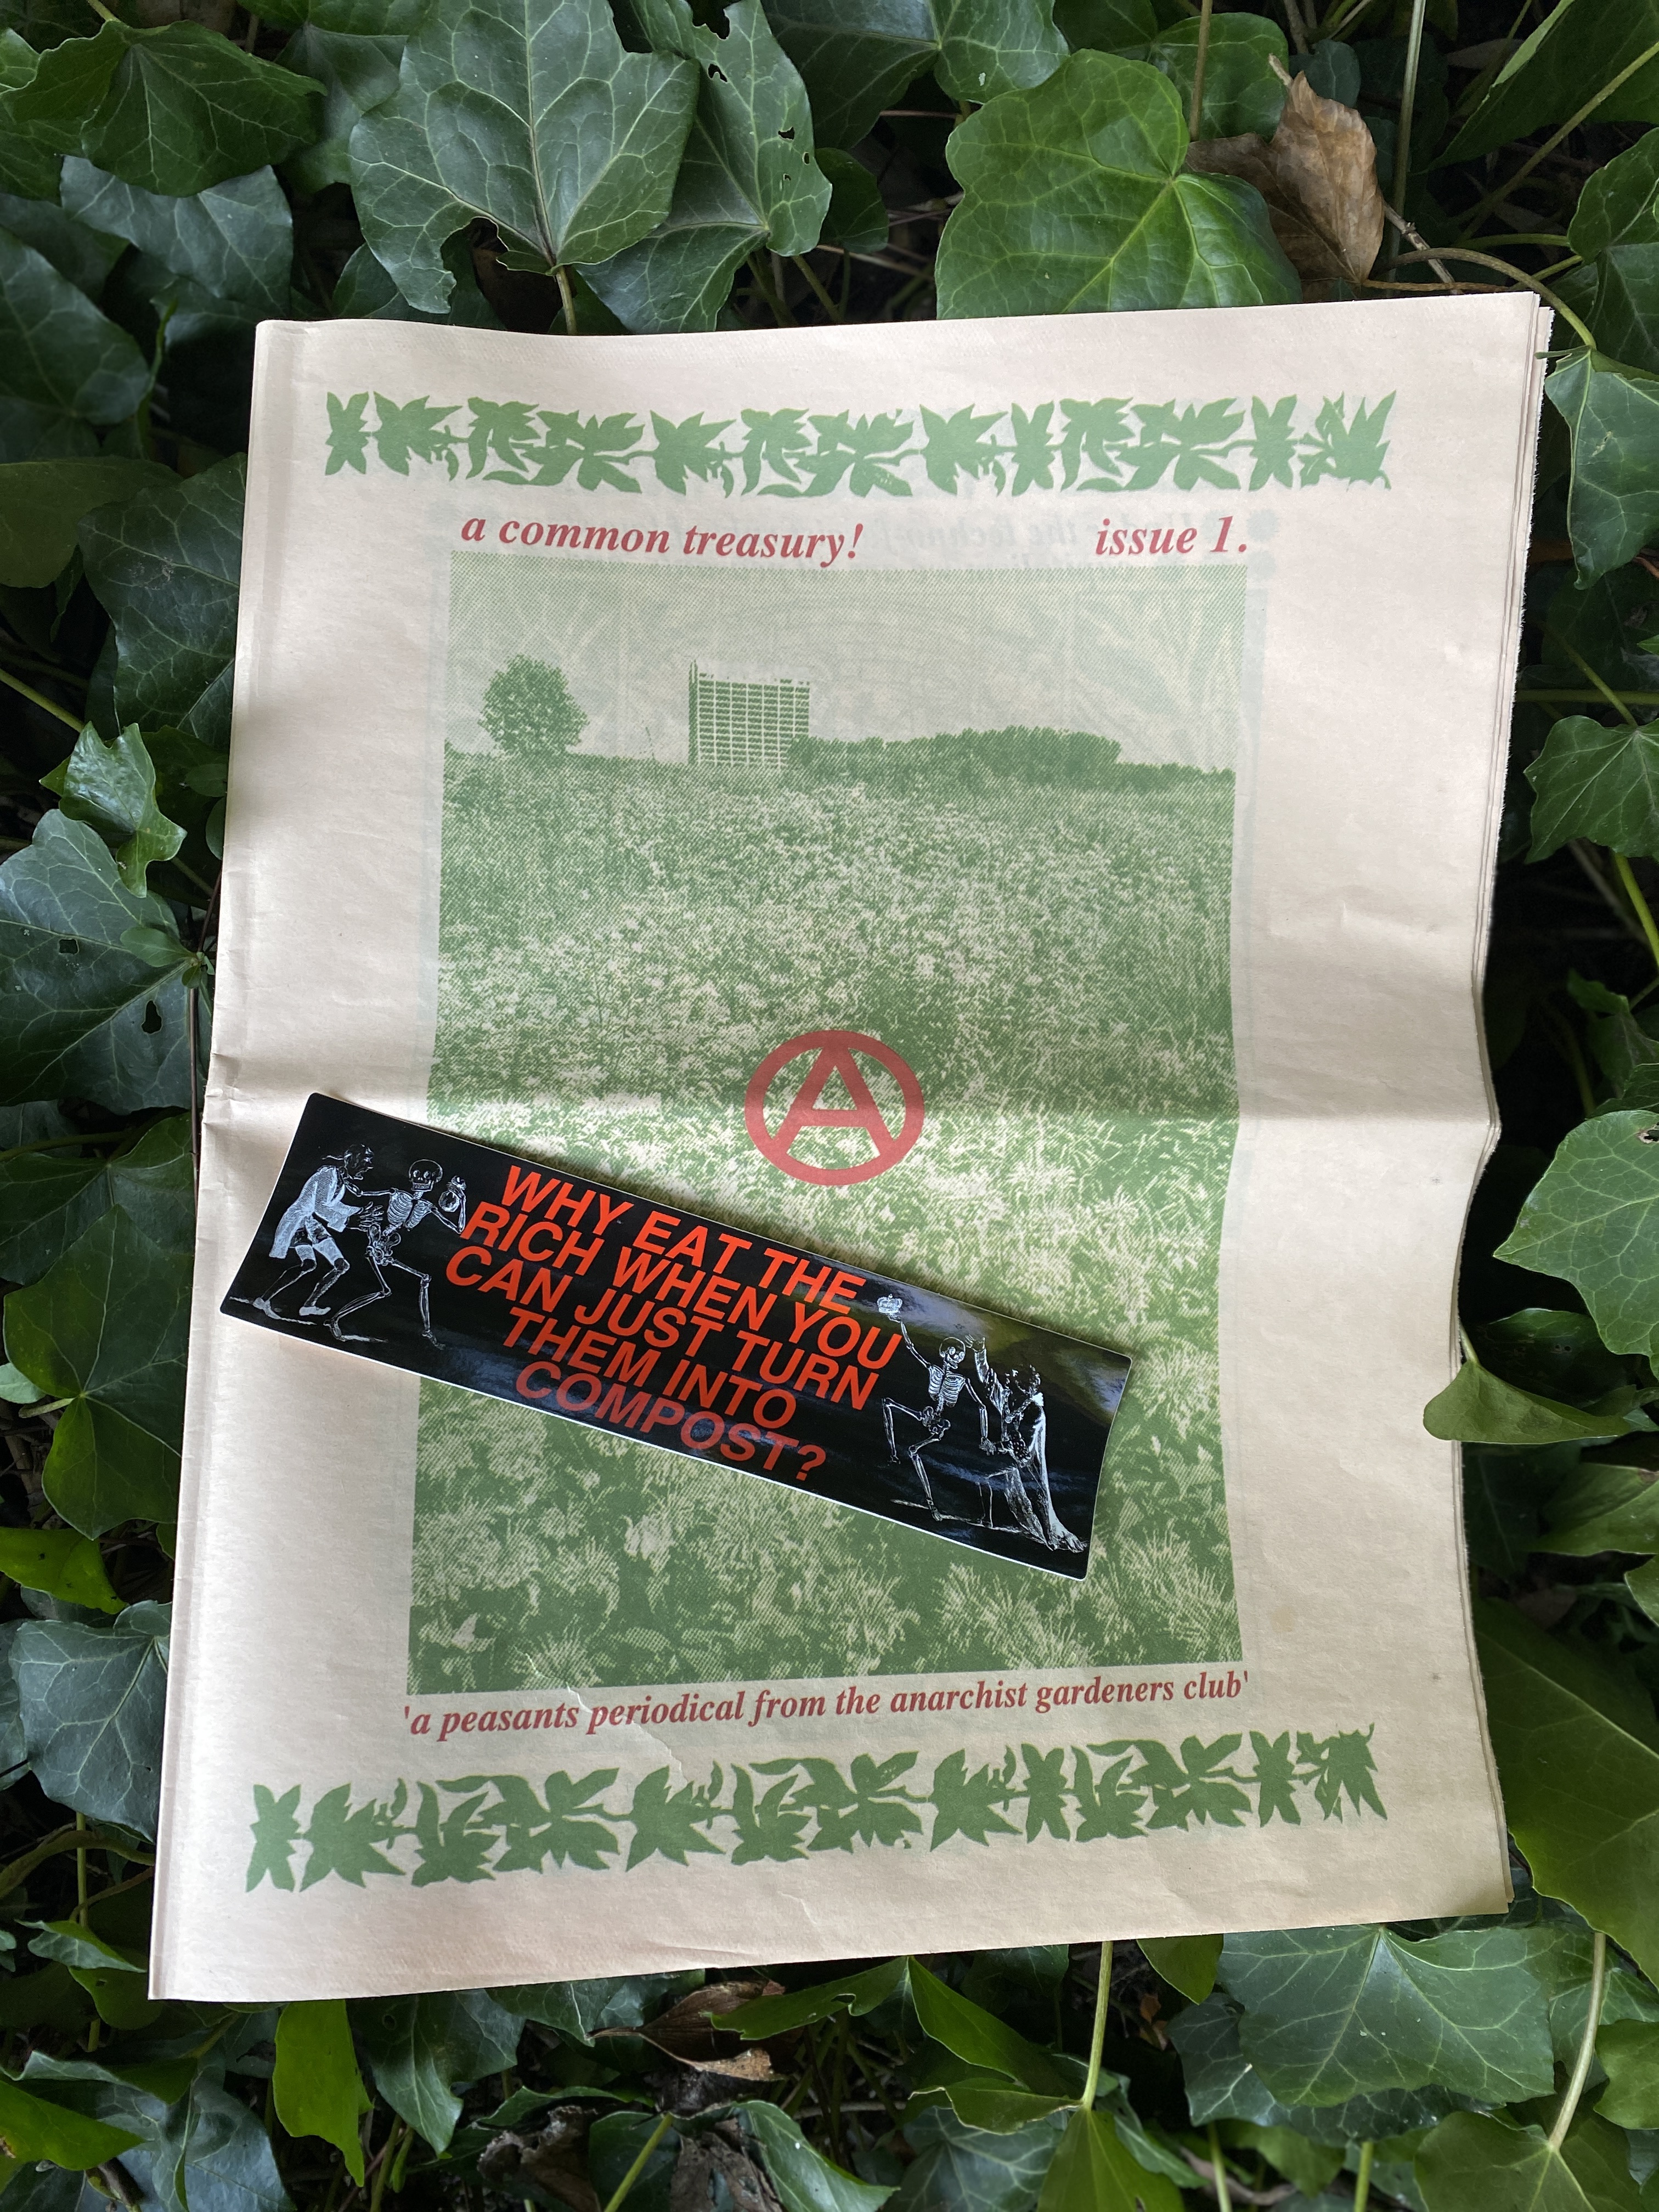 a common treasury! issue 1.
A
WHY EAT THE
RICH WHEN YOU
CAN JUST TURN
THEM INTO
COMPOST?
'a peasants periodical from the anarchist gardeners club'